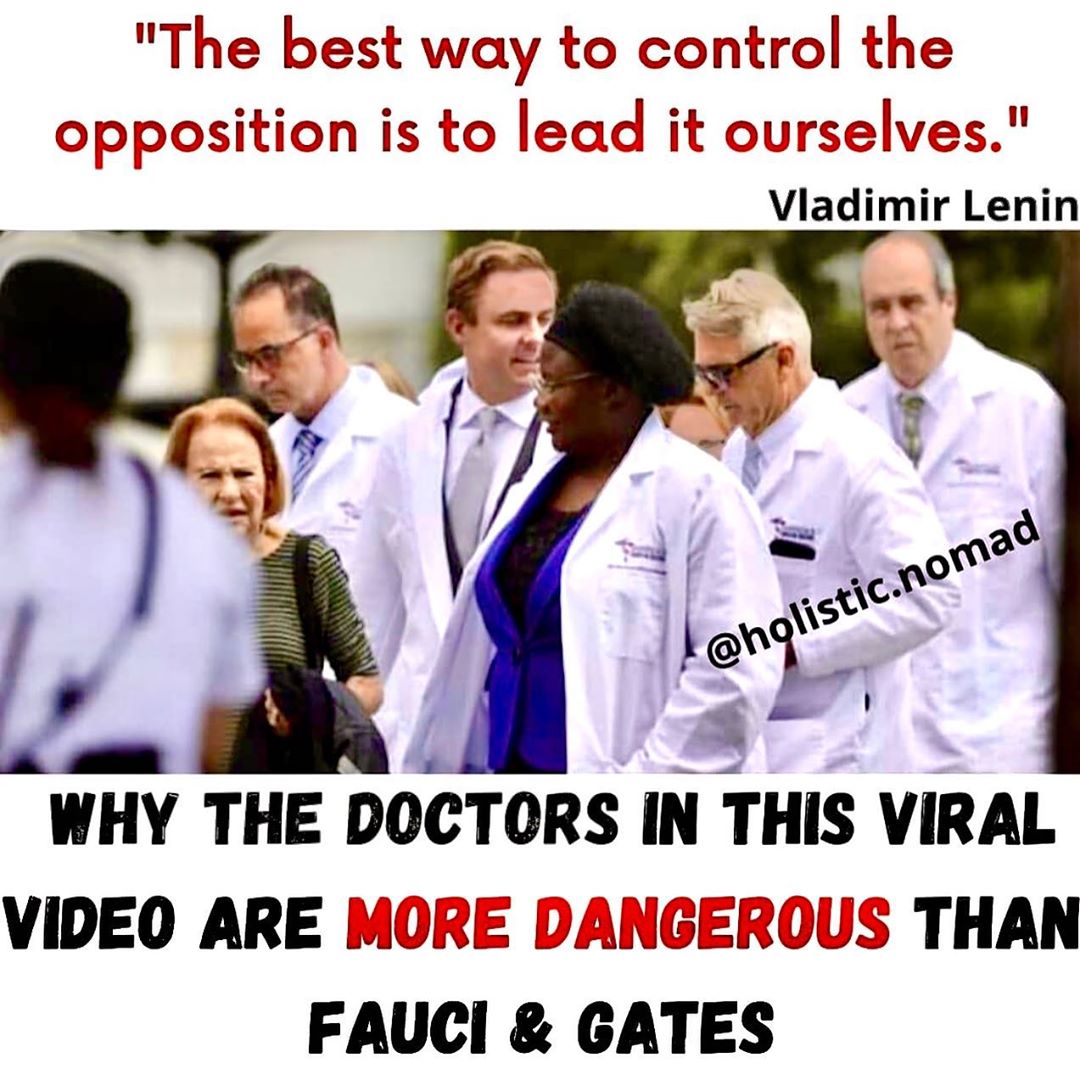 "The best way to control the
opposition is to lead it ourselves."
Vladimir Lenin
@holistic.nomad
WHY THE DOCTORS IN THIS VIRAL
VIDEO ARE MORE DANGEROUS THAN
FAUCI & GATES